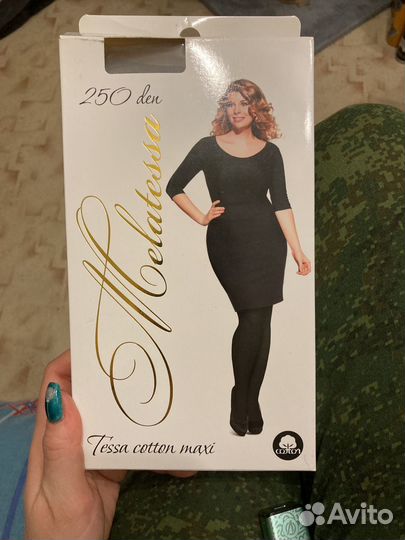 250 den
Melatessa
Tessa cotton maxi
COTTON
Avito